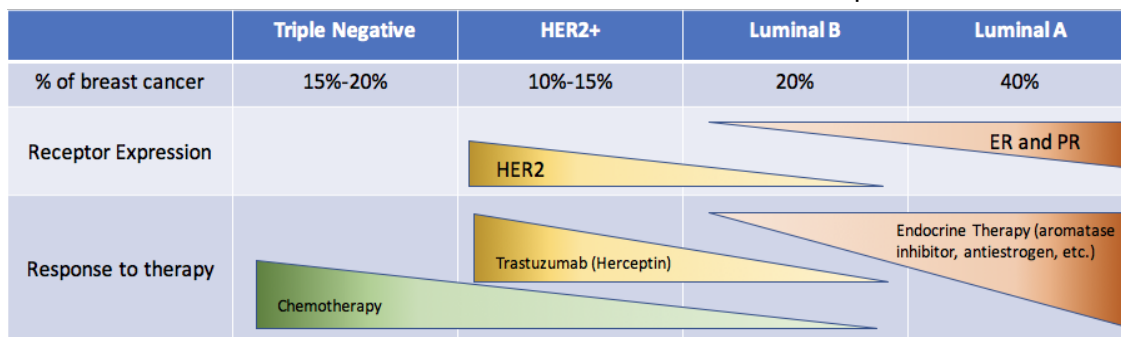 Triple Negative HER2+ Luminal B Luminal A
% of breast cancer 15%-20% 10%-15% 20% 40%
Receptor Expression
HER2
ER and PR
Response to therapy
Chemotherapy
Trastuzumab (Herceptin)
Endocrine Therapy (aromatase
inhibitor, antiestrogen, etc.)